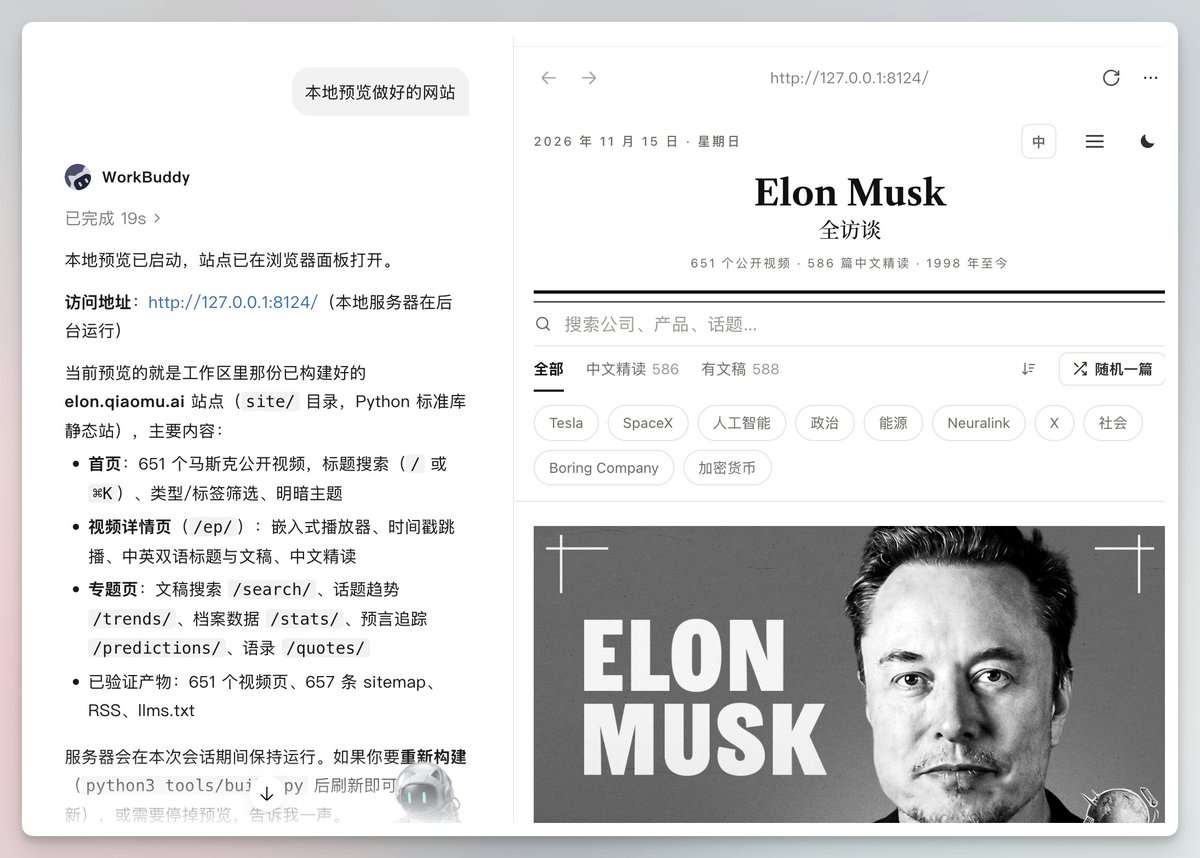 本地预览做好的网站
WorkBuddy
已完成 19s >
本地预览已启动，站点已在浏览器面板打开。
访问地址：http://127.0.0.1:8124/（本地服务器在后
台运行）
当前预览的就是工作区里那份已构建好的
elon.qiaomu.ai 站点（site/ 目录，Python 标准库
静态站），主要内容：
• 首页：651 个马斯克公开视频，标题搜索（/ 或
⌘K）、类型/标签筛选、明暗主题
• 视频详情页（/ep/）：嵌入式播放器、时间戳跳
播、中英双语标题与文稿、中文精读
• 专题页：文稿搜索 /search/、话题趋势
/trends/、档案数据 /stats/、预言追踪
/predictions/、语录 /quotes/
• 已验证产物：651 个视频页、657 条 sitemap、
RSS、llms.txt
服务器会在本次会话期间保持运行。如果你要重新构建
（python3 tools/bui py 后刷新即可
新），或需要停掉预览，告诉我一声。
http://127.0.0.1:8124/
2026 年 11 月 15 日 · 星期日
中
Elon Musk
全访谈
651 个公开视频 · 586 篇中文精读 · 1998 年至今
搜索公司、产品、话题...
全部 中文精读 586 有文稿 588
随机一篇
Tesla SpaceX 人工智能 政治 能源 Neuralink X 社会
Boring Company 加密货币
ELON
MUSK